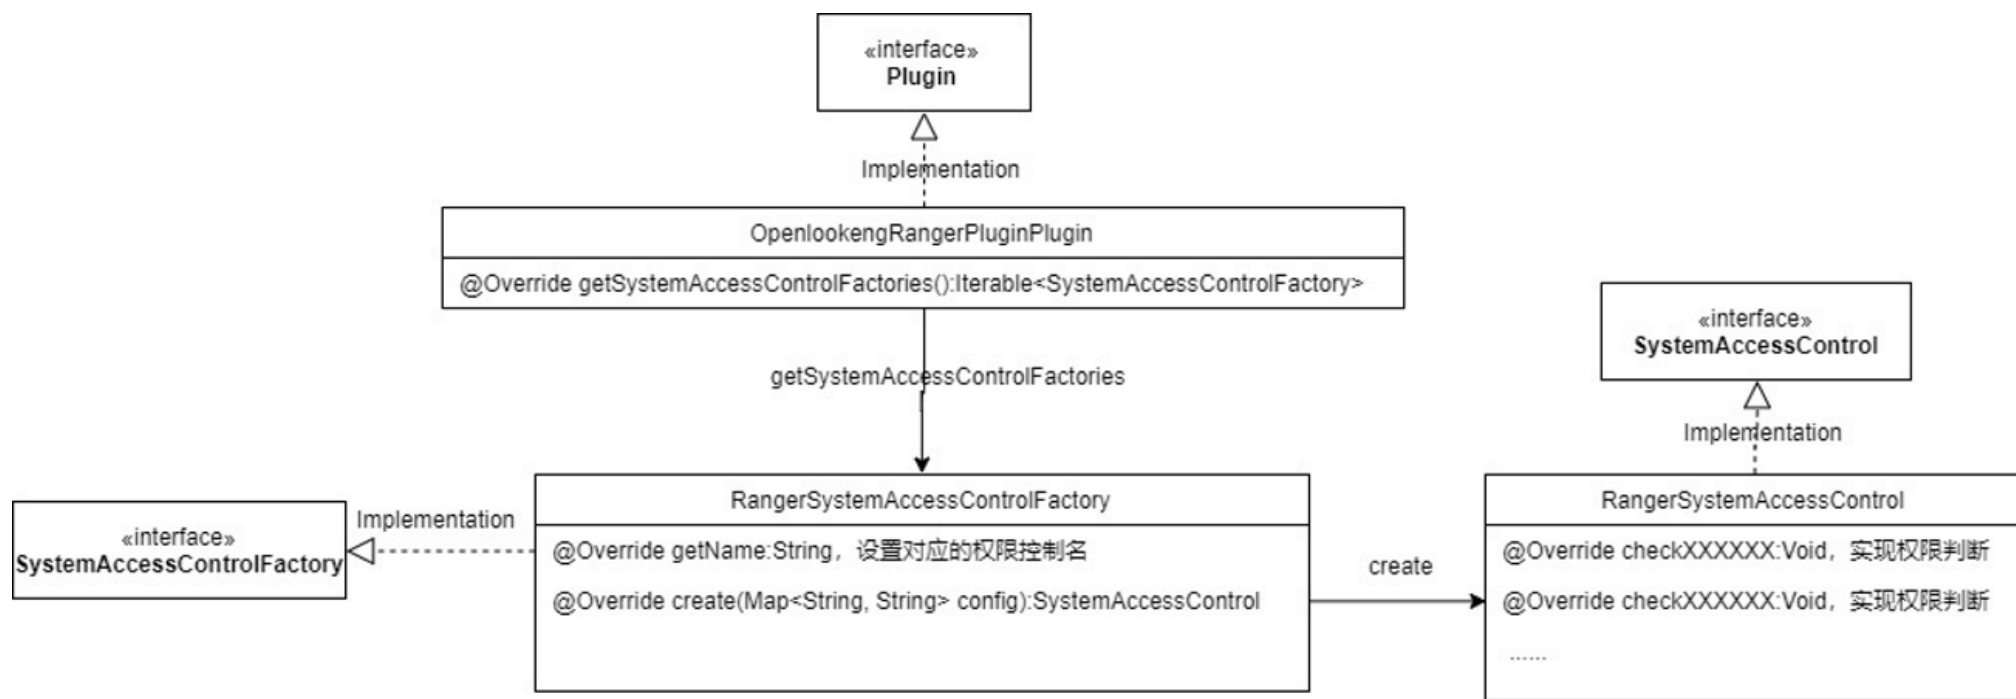 «interface»
Plugin
Implementation
OpenlookengRangerPluginPlugin
@Override getSystemAccessControlFactories():Iterable<SystemAccessControlFactory>
getSystemAccessControlFactories
«interface»
SystemAccessControl
Implementation
«interface»
SystemAccessControlFactory
Implementation
RangerSystemAccessControlFactory
@Override getName:String，设置对应的权限控制名
@Override create(Map<String, String> config):SystemAccessControl
create
RangerSystemAccessControl
@Override checkXXXXXX:Void，实现权限判断
@Override checkXXXXXX:Void，实现权限判断
......